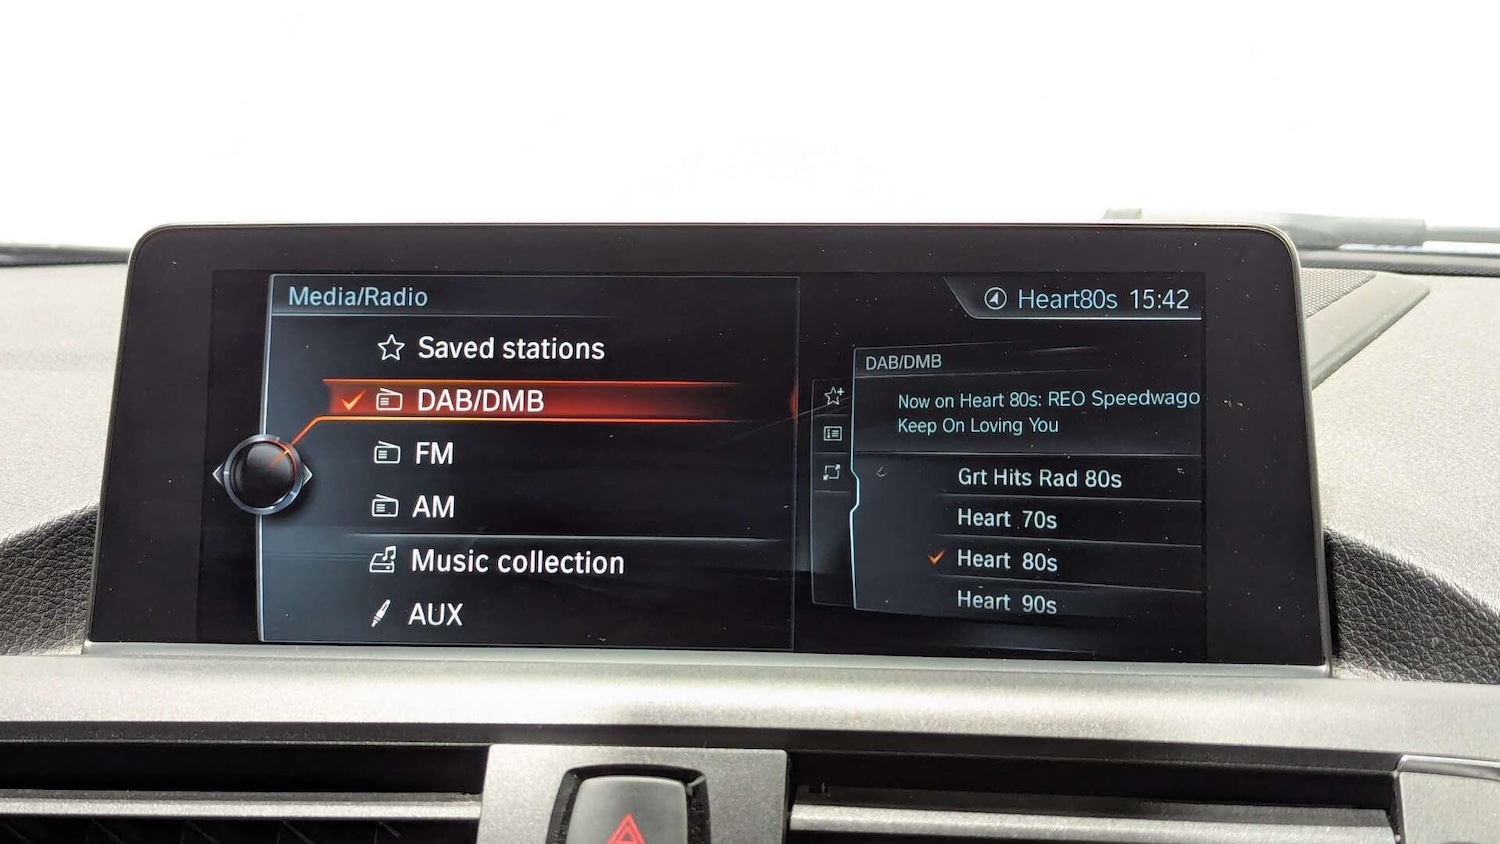 Media/Radio
Saved stations
DAB/DMB
FM
AM
Music collection
AUX
Heart80s 15:42
DAB/DMB
Now on Heart 80s: REO Speedwago
Keep On Loving You
Grt Hits Rad 80s
Heart 70s
Heart 80s
Heart 90s